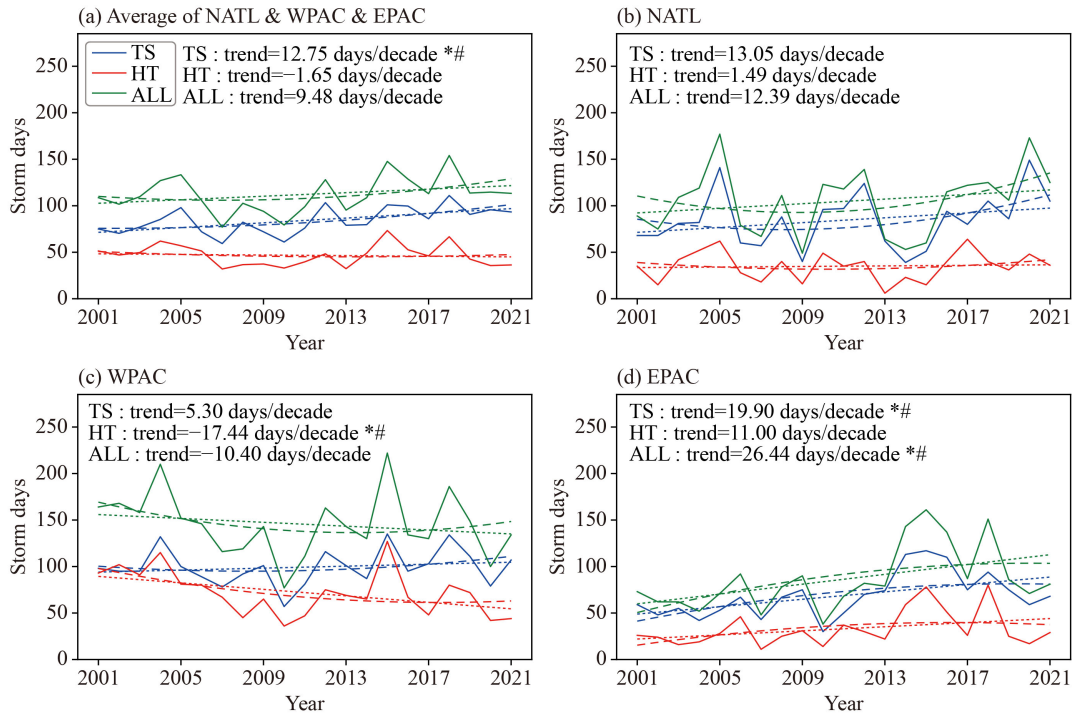 (a) Average of NATL & WPAC & EPAC
TS
HT
ALL
TS : trend=12.75 days/decade *#
HT : trend=−1.65 days/decade
ALL : trend=9.48 days/decade
Storm days
250
200
150
100
50
0
2001 2005 2009 2013 2017 2021
Year
(b) NATL
TS : trend=13.05 days/decade
HT : trend=1.49 days/decade
ALL : trend=12.39 days/decade
Storm days
250
200
150
100
50
0
2001 2005 2009 2013 2017 2021
Year
(c) WPAC
TS : trend=5.30 days/decade
HT : trend=−17.44 days/decade *#
ALL : trend=−10.40 days/decade
Storm days
250
200
150
100
50
0
2001 2005 2009 2013 2017 2021
Year
(d) EPAC
TS : trend=19.90 days/decade *#
HT : trend=11.00 days/decade
ALL : trend=26.44 days/decade *#
Storm days
250
200
150
100
50
0
2001 2005 2009 2013 2017 2021
Year